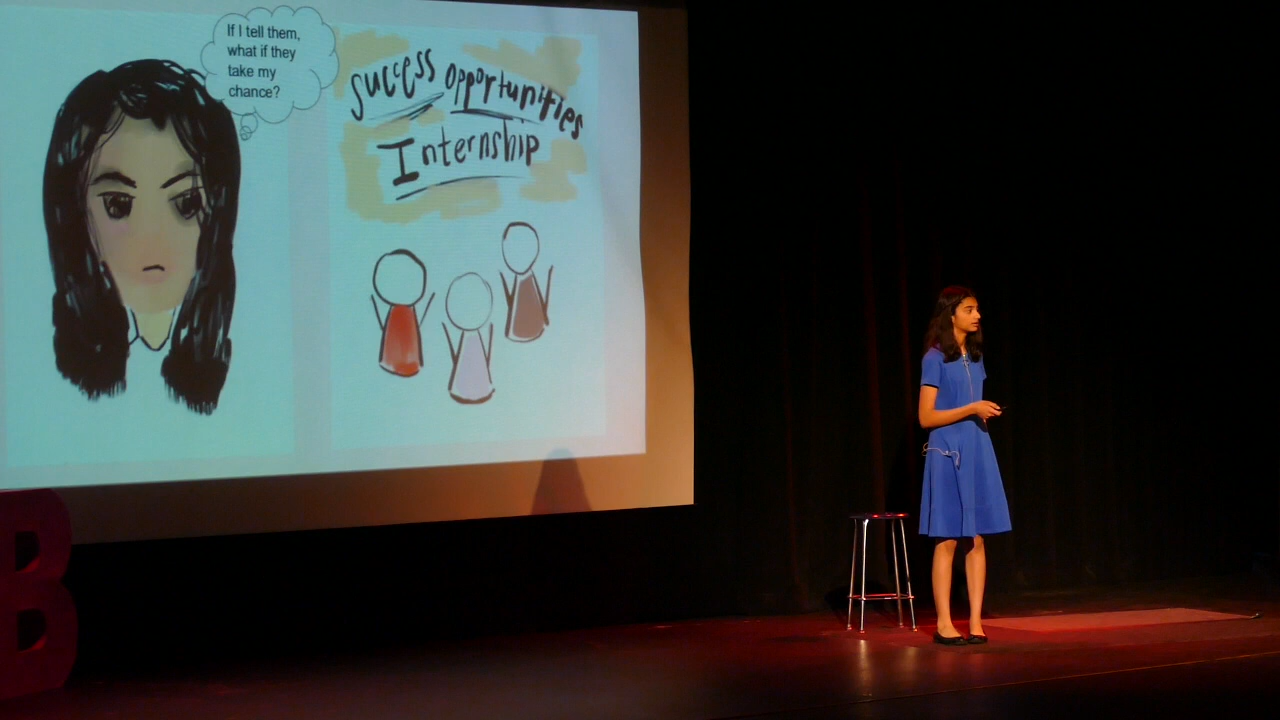 If I tell them,
what if they
take my
chance?
success opportunities
Internship
B